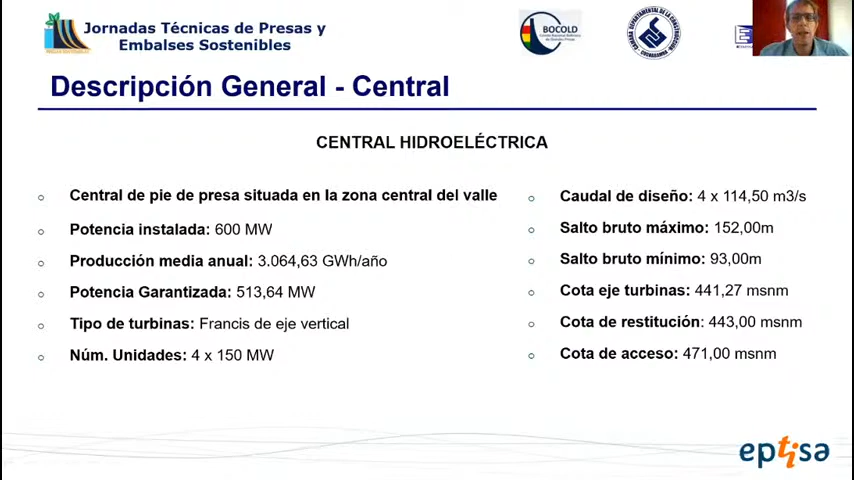 Jornadas Técnicas de Presas y
Embalses Sostenibles
BOCOLD
Descripción General - Central
CENTRAL HIDROELÉCTRICA
Central de pie de presa situada en la zona central del valle
Potencia instalada: 600 MW
Producción media anual: 3.064,63 GWh/año
Potencia Garantizada: 513,64 MW
Tipo de turbinas: Francis de eje vertical
Núm. Unidades: 4 x 150 MW
Caudal de diseño: 4 x 114,50 m3/s
Salto bruto máximo: 152,00m
Salto bruto mínimo: 93,00m
Cota eje turbinas: 441,27 msnm
Cota de restitución: 443,00 msnm
Cota de acceso: 471,00 msnm
eptisa